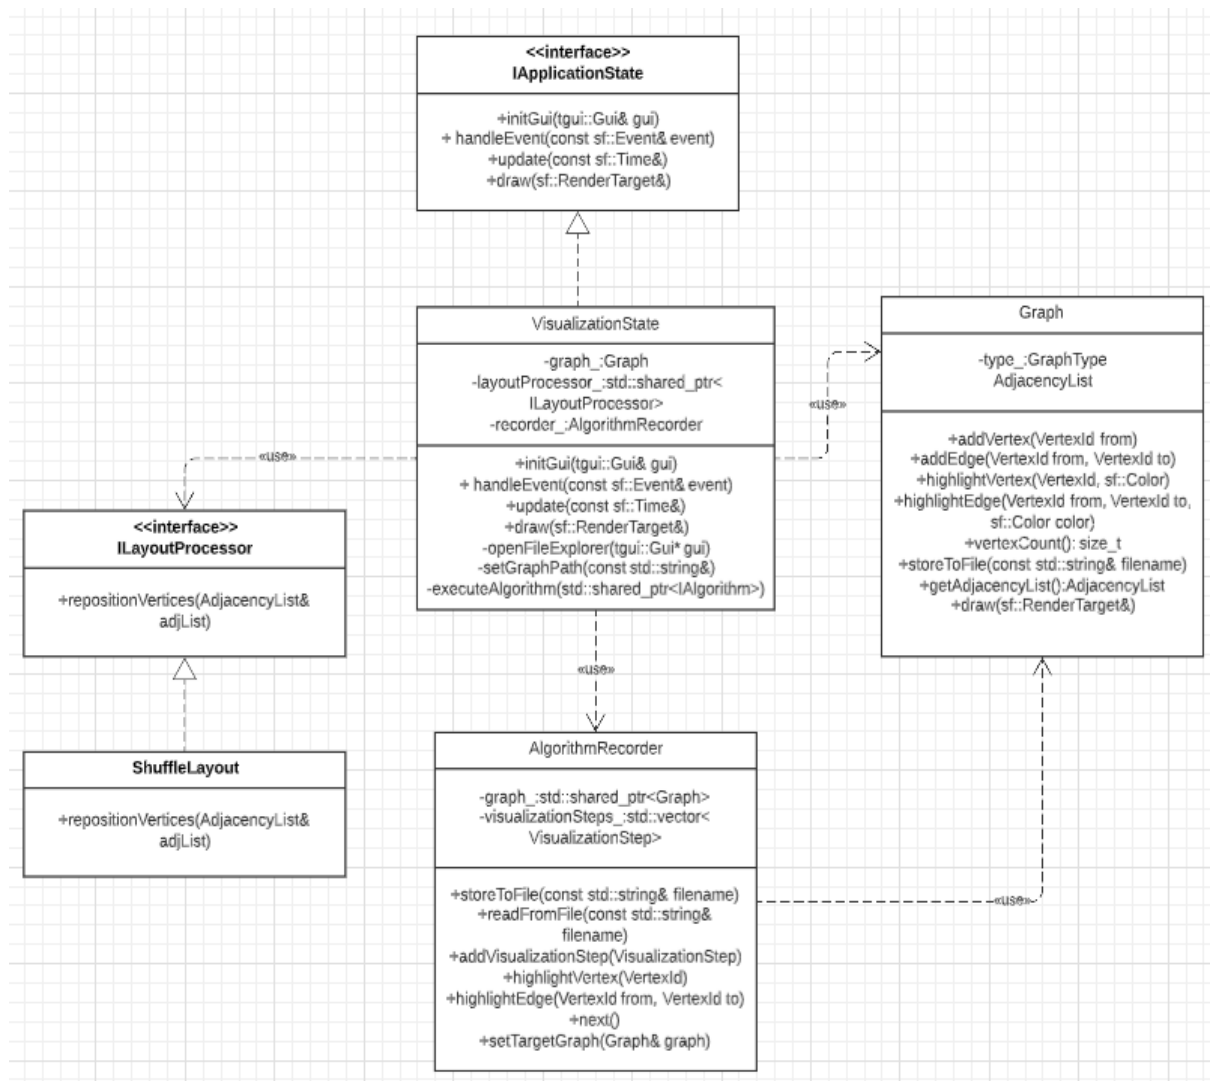 <<interface>>
IApplicationState
+initGui(tgui::Gui& gui)
+ handleEvent(const sf::Event& event)
+update(const sf::Time&)
+draw(sf::RenderTarget&)
VisualizationState
-graph_:Graph
-layoutProcessor_:std::shared_ptr<
ILayoutProcessor>
-recorder_:AlgorithmRecorder
+initGui(tgui::Gui& gui)
+ handleEvent(const sf::Event& event)
+update(const sf::Time&)
+draw(sf::RenderTarget&)
-openFileExplorer(tgui::Gui* gui)
-setGraphPath(const std::string&)
-executeAlgorithm(std::shared_ptr<IAlgorithm>)
«use»
Graph
-type_:GraphType
AdjacencyList
+addVertex(VertexId from)
+addEdge(VertexId from, VertexId to)
+highlightVertex(VertexId, sf::Color)
+highlightEdge(VertexId from, VertexId to,
sf::Color color)
+vertexCount(): size_t
+storeToFile(const std::string& filename)
+getAdjacencyList():AdjacencyList
+draw(sf::RenderTarget&)
«use»
<<interface>>
ILayoutProcessor
+repositionVertices(AdjacencyList&
adjList)
ShuffleLayout
+repositionVertices(AdjacencyList&
adjList)
«use»
AlgorithmRecorder
-graph_:std::shared_ptr<Graph>
-visualizationSteps_:std::vector<
VisualizationStep>
+storeToFile(const std::string& filename)
+readFromFile(const std::string&
filename)
+addVisualizationStep(VisualizationStep)
+highlightVertex(VertexId)
+highlightEdge(VertexId from, VertexId to)
+next()
+setTargetGraph(Graph& graph)
«use»